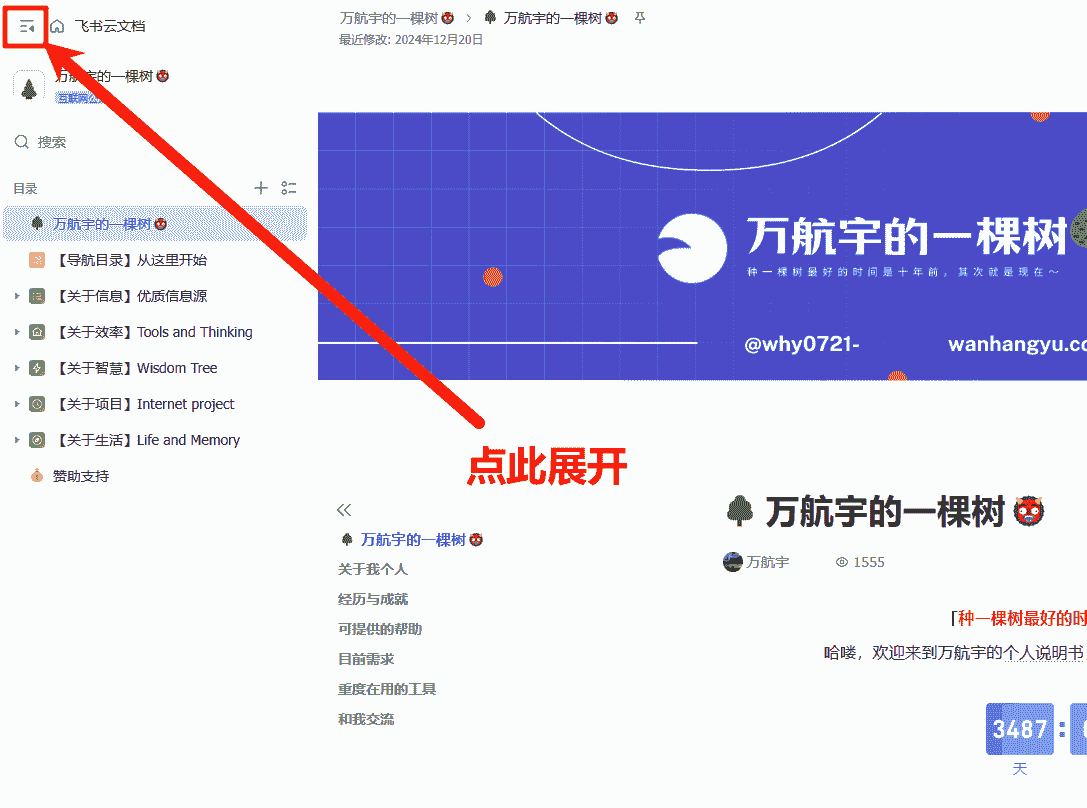 飞书云文档
万航宇的一棵树
互联网公
搜索
目录
万航宇的一棵树
【导航目录】从这里开始
【关于信息】优质信息源
【关于效率】Tools and Thinking
【关于智慧】Wisdom Tree
【关于项目】Internet project
【关于生活】Life and Memory
赞助支持
万航宇的一棵树 > 万航宇的一棵树
最近修改: 2024年12月20日
万航宇的一棵树
种一棵树最好的时间是十年前，其次就是现在～
@why0721- wanhangyu.co
点此展开
万航宇的一棵树
关于我个人
经历与成就
可提供的帮助
目前需求
重度在用的工具
和我交流
万航宇的一棵树
万航宇 1555
「种一棵树最好的时
哈喽，欢迎来到万航宇的个人说明书
3487 :
天